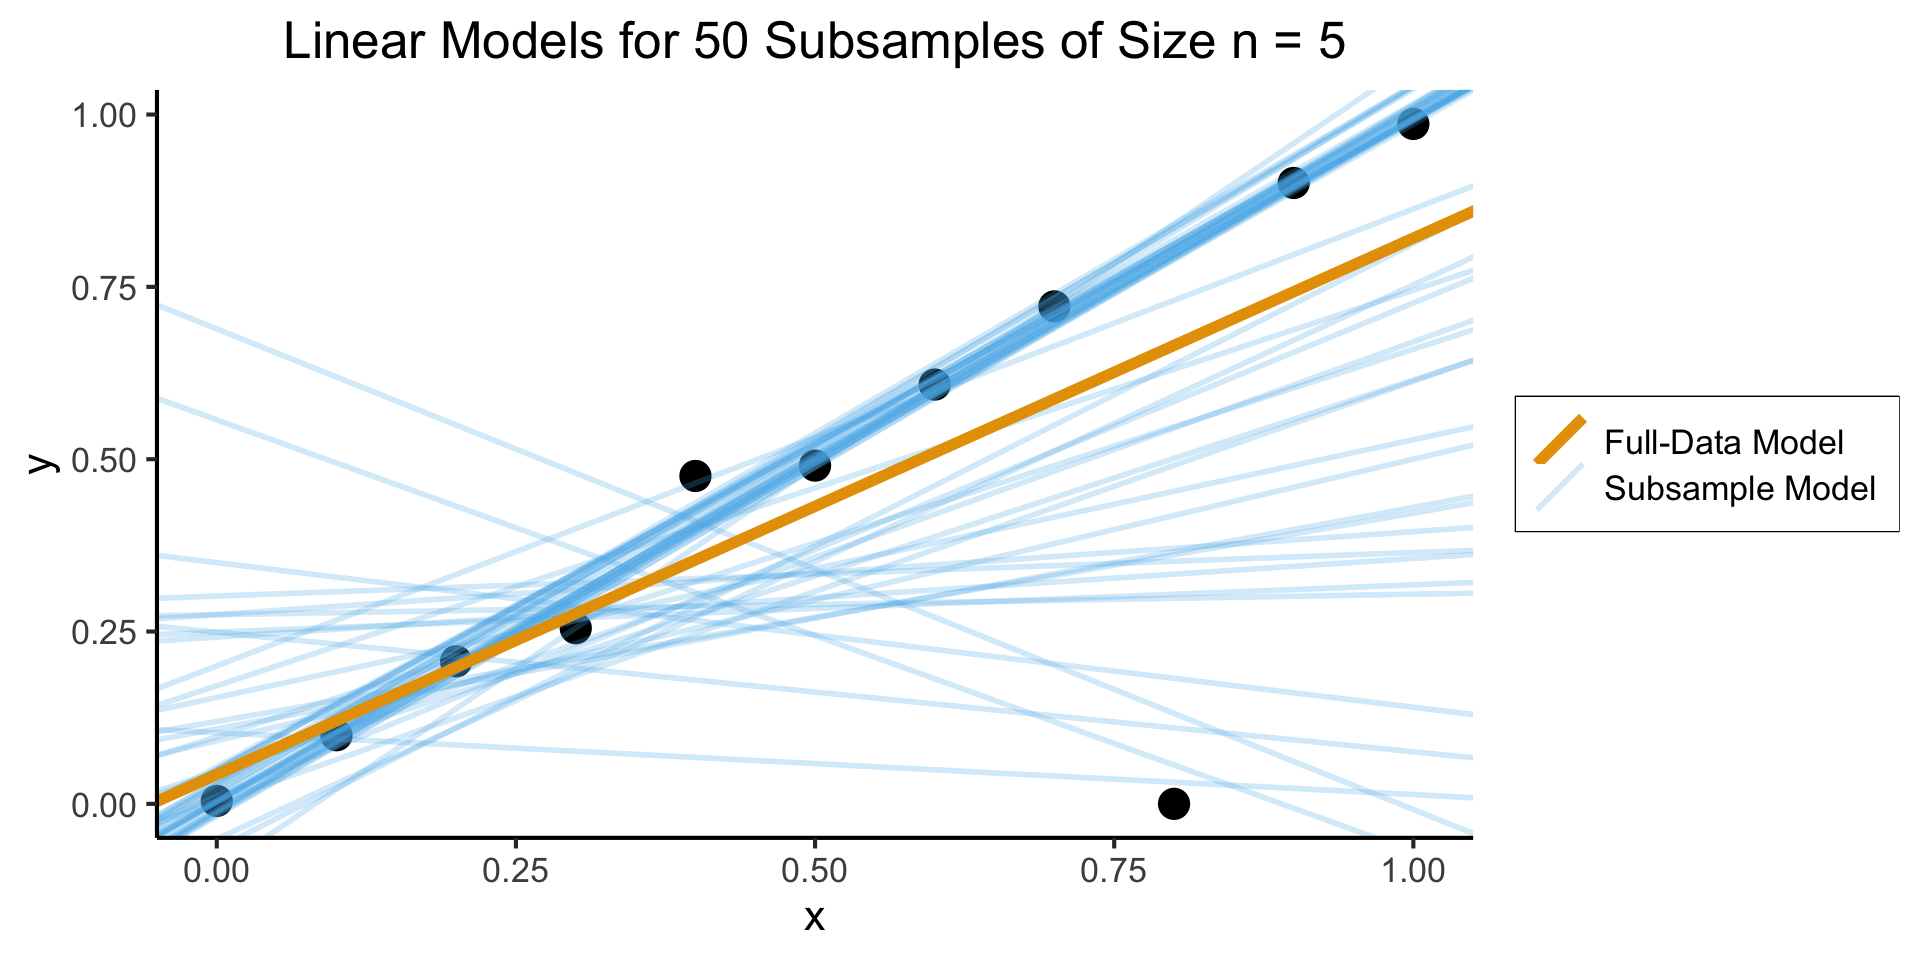 Linear Models for 50 Subsamples of Size n = 5
1.00
0.75
0.50
0.25
0.00
y
0.00 0.25 0.50 0.75 1.00
x
Full-Data Model
Subsample Model